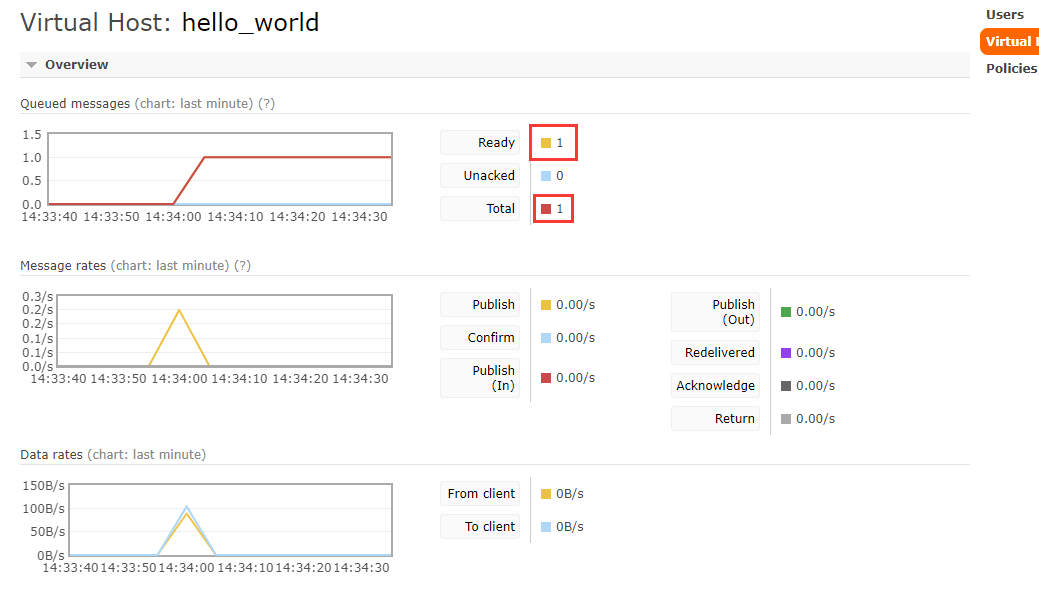 Virtual Host: hello_world
Users
Virtual
Policies
Overview
Queued messages (chart: last minute) (?)
1.5
1.0
0.5
0.0
14:33:40 14:33:50 14:34:00 14:34:10 14:34:20 14:34:30
Ready 1
Unacked 0
Total 1
Message rates (chart: last minute) (?)
0.3/s
0.2/s
0.2/s
0.1/s
0.1/s
0.0/s
14:33:40 14:33:50 14:34:00 14:34:10 14:34:20 14:34:30
Publish 0.00/s
Confirm 0.00/s
Publish
(In) 0.00/s
Publish
(Out) 0.00/s
Redelivered 0.00/s
Acknowledge 0.00/s
Return 0.00/s
Data rates (chart: last minute)
150B/s
100B/s
50B/s
0B/s
14:33:40 14:33:50 14:34:00 14:34:10 14:34:20 14:34:30
From client 0B/s
To client 0B/s